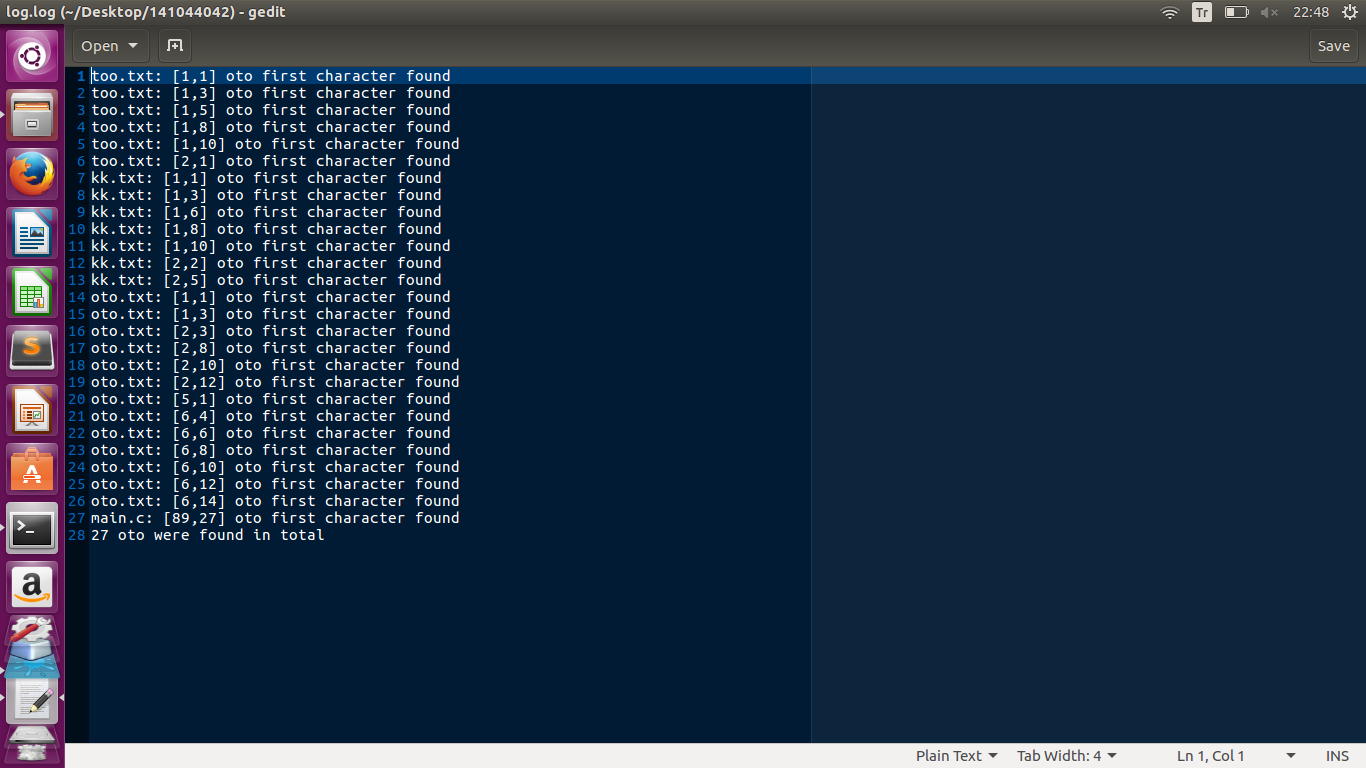 log.log (~/Desktop/141044042) - gedit
Tr
22:48
Open
Save
1 too.txt: [1,1] oto first character found
2 too.txt: [1,3] oto first character found
3 too.txt: [1,5] oto first character found
4 too.txt: [1,8] oto first character found
5 too.txt: [1,10] oto first character found
6 too.txt: [2,1] oto first character found
7 kk.txt: [1,1] oto first character found
8 kk.txt: [1,3] oto first character found
9 kk.txt: [1,6] oto first character found
10 kk.txt: [1,8] oto first character found
11 kk.txt: [1,10] oto first character found
12 kk.txt: [2,2] oto first character found
13 kk.txt: [2,5] oto first character found
14 oto.txt: [1,1] oto first character found
15 oto.txt: [1,3] oto first character found
16 oto.txt: [2,3] oto first character found
17 oto.txt: [2,8] oto first character found
18 oto.txt: [2,10] oto first character found
19 oto.txt: [2,12] oto first character found
20 oto.txt: [5,1] oto first character found
21 oto.txt: [6,4] oto first character found
22 oto.txt: [6,6] oto first character found
23 oto.txt: [6,8] oto first character found
24 oto.txt: [6,10] oto first character found
25 oto.txt: [6,12] oto first character found
26 oto.txt: [6,14] oto first character found
27 main.c: [89,27] oto first character found
28 27 oto were found in total
Plain Text Tab Width: 4 Ln 1, Col 1 INS